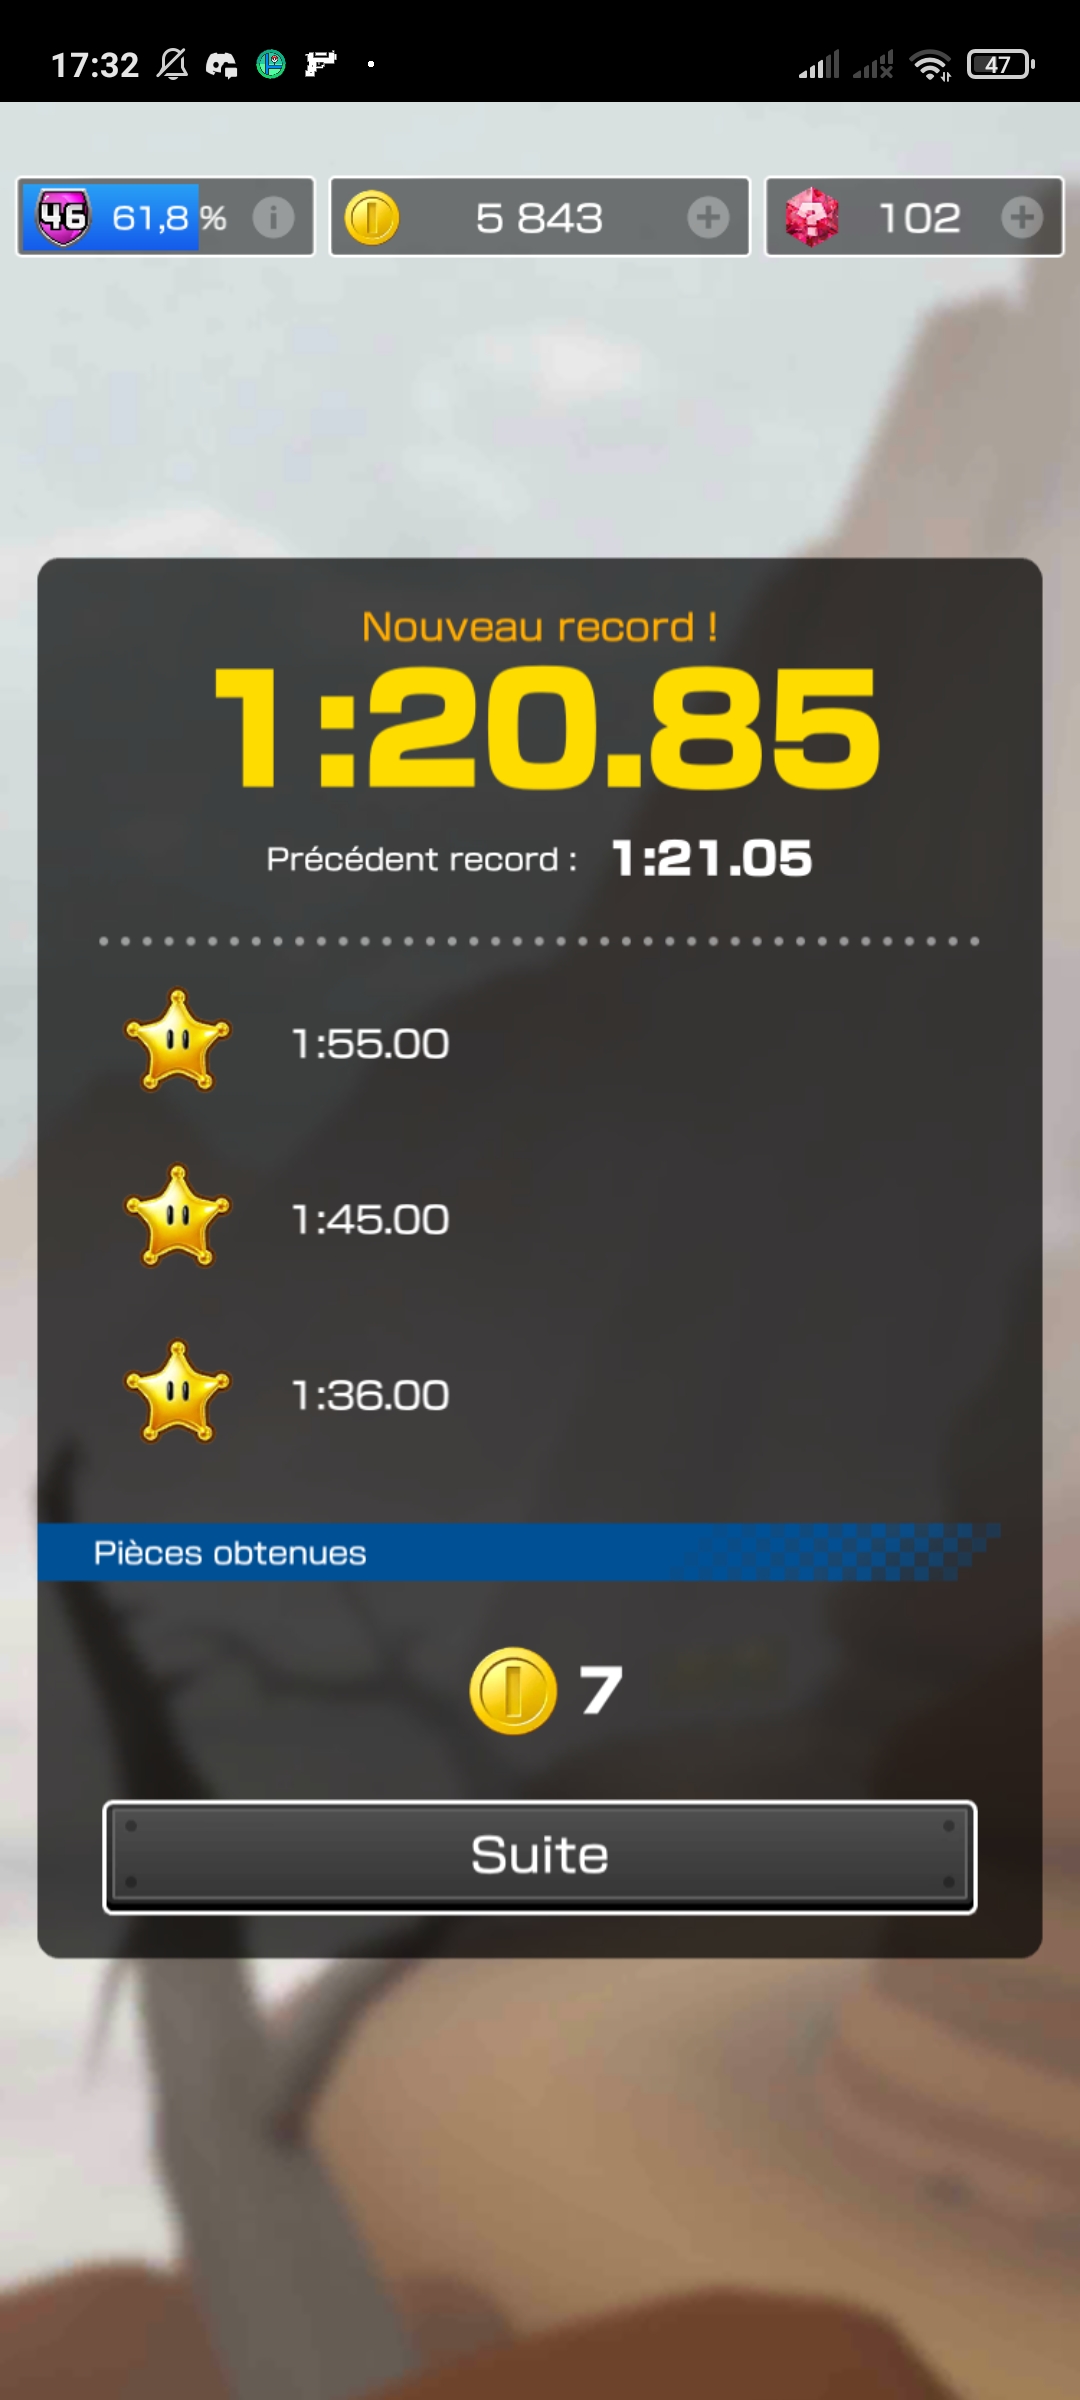 17:32 47
46 61,8 % 5 843 102
Nouveau record !
1:20.85
Précédent record : 1:21.05
1:55.00
1:45.00
1:36.00
Pièces obtenues
7
Suite